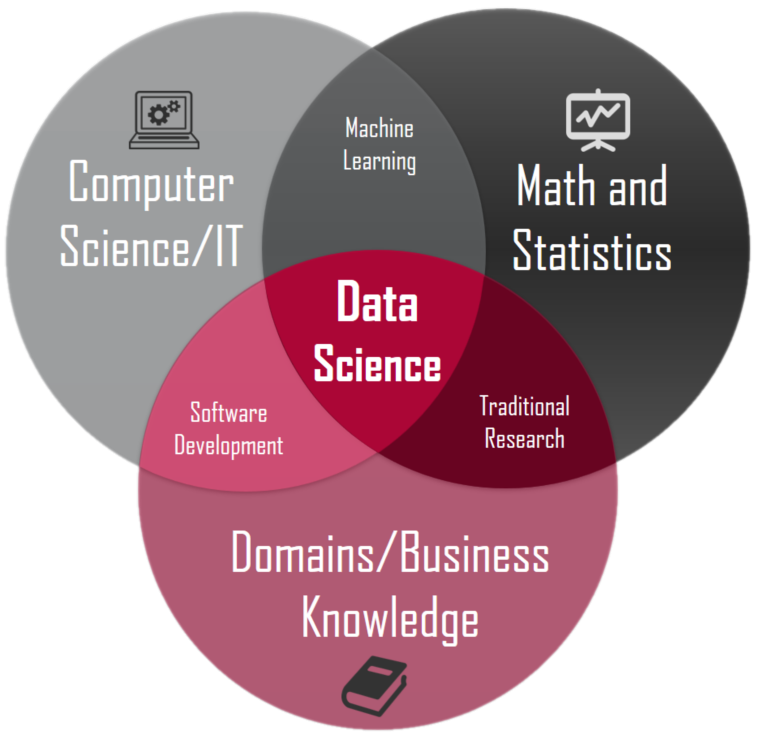 Machine
Learning
Computer
Science/IT
Math and
Statistics
Data
Science
Software
Development
Traditional
Research
Domains/Business
Knowledge